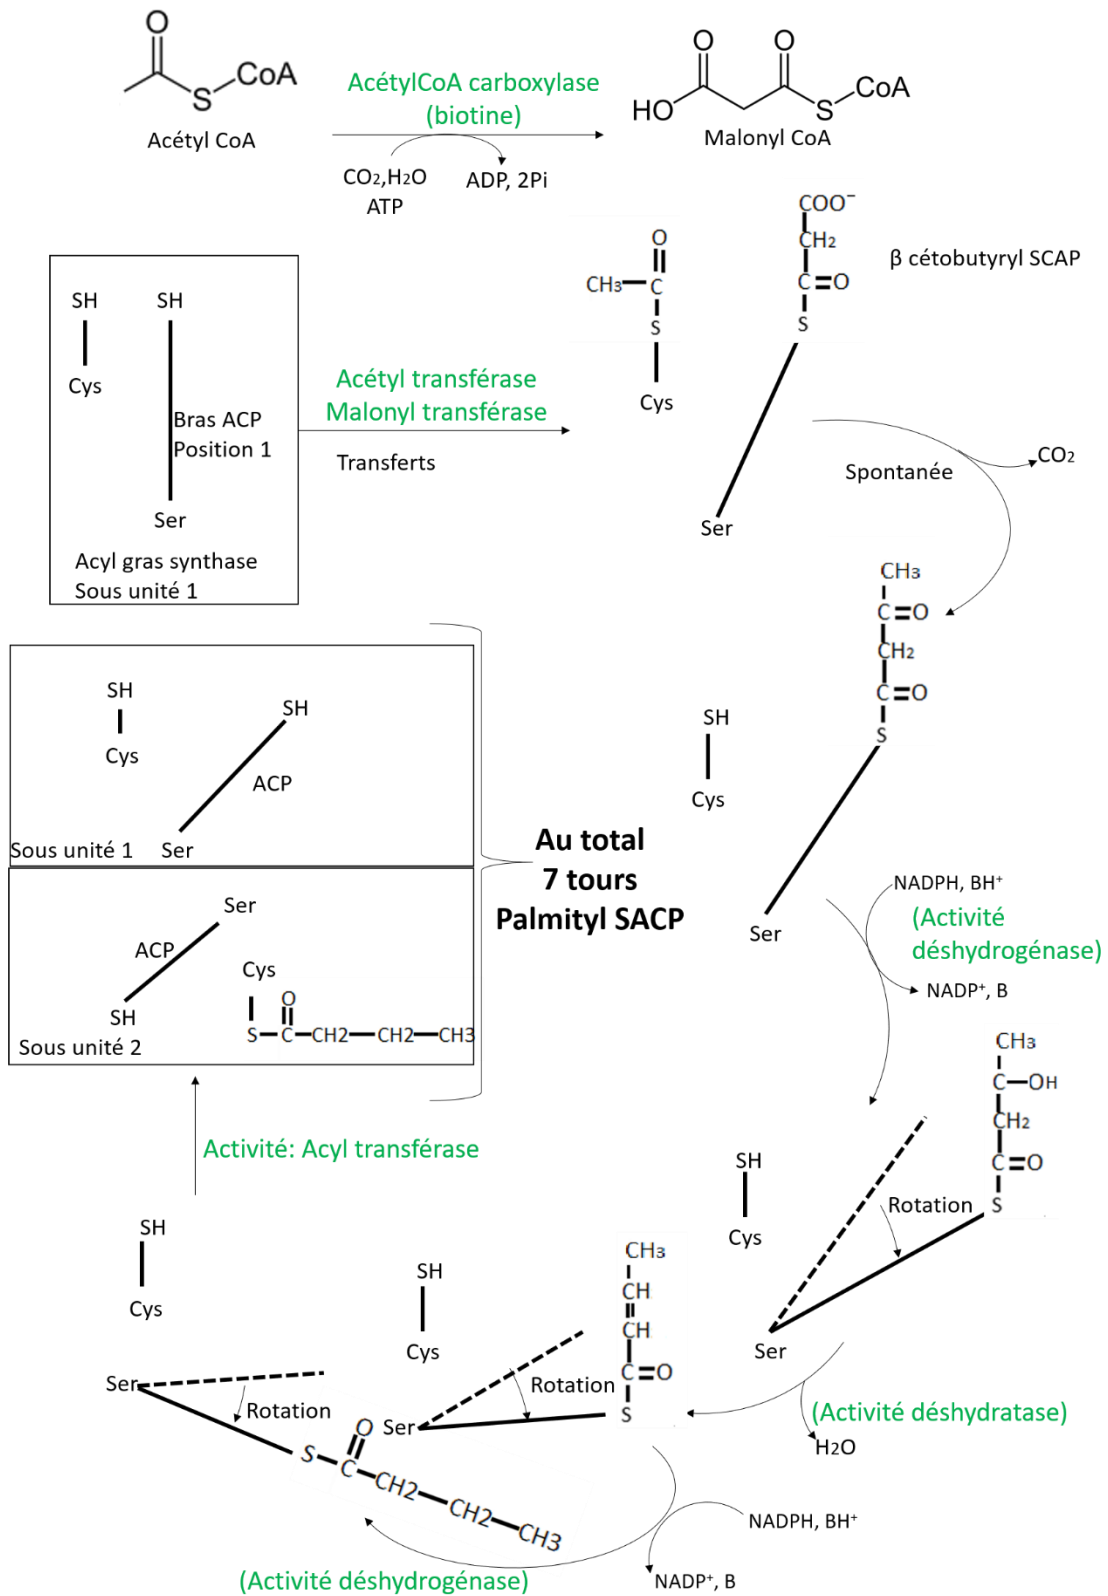 O
CoA
S
Acétyl CoA
AcétylCoA carboxylase
(biotine)
CO2,H2O
ATP
ADP, 2Pi
O
O
HO
S
CoA
Malonyl CoA
SH
SH
Cys
Bras ACP
Position 1
Ser
Acyl gras synthase
Sous unité 1
Acétyl transférase
Malonyl transférase
Transferts
O
CH3 C
S
Cys
COO⁻
CH2
C=O
S
Ser
β cétobutyryl SCAP
Spontanée
CO2
CH3
C=O
CH2
C=O
S
SH
Cys
Ser
NADPH, BH⁺
(Activité
déshydrogénase)
NADP⁺, B
SH
Cys
SH
ACP
Sous unité 1
Ser
Ser
ACP
SH
Sous unité 2
Cys
O
S—C—CH2—CH2—CH3
Au total
7 tours
Palmityl SACP
Activité: Acyl transférase
CH3
C—OH
CH2
C=O
S
SH
Cys
Rotation
Ser
(Activité déshydratase)
H2O
CH3
CH
CH
C=O
S
SH
Cys
Rotation
Ser
NADPH, BH⁺
NADP⁺, B
(Activité déshydrogénase)
SH
Cys
Ser
Rotation
O
S—C—CH2—CH2—CH3